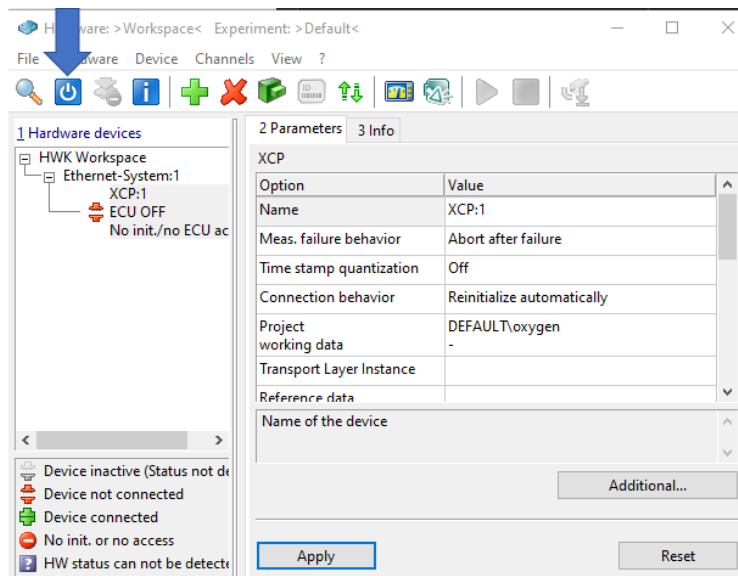 Hardware: >Workspace< Experiment: >Default<
File Hardware Device Channels View ?
1 Hardware devices
HWK Workspace
Ethernet-System:1
XCP:1
ECU OFF
No init./no ECU ac
Device inactive (Status not de
Device not connected
Device connected
No init. or no access
HW status can not be detecte
2 Parameters 3 Info
XCP
Option Value
Name XCP:1
Meas. failure behavior Abort after failure
Time stamp quantization Off
Connection behavior Reinitialize automatically
Project DEFAULT\oxygen
working data -
Transport Layer Instance
Reference data
Name of the device
Additional...
Apply Reset